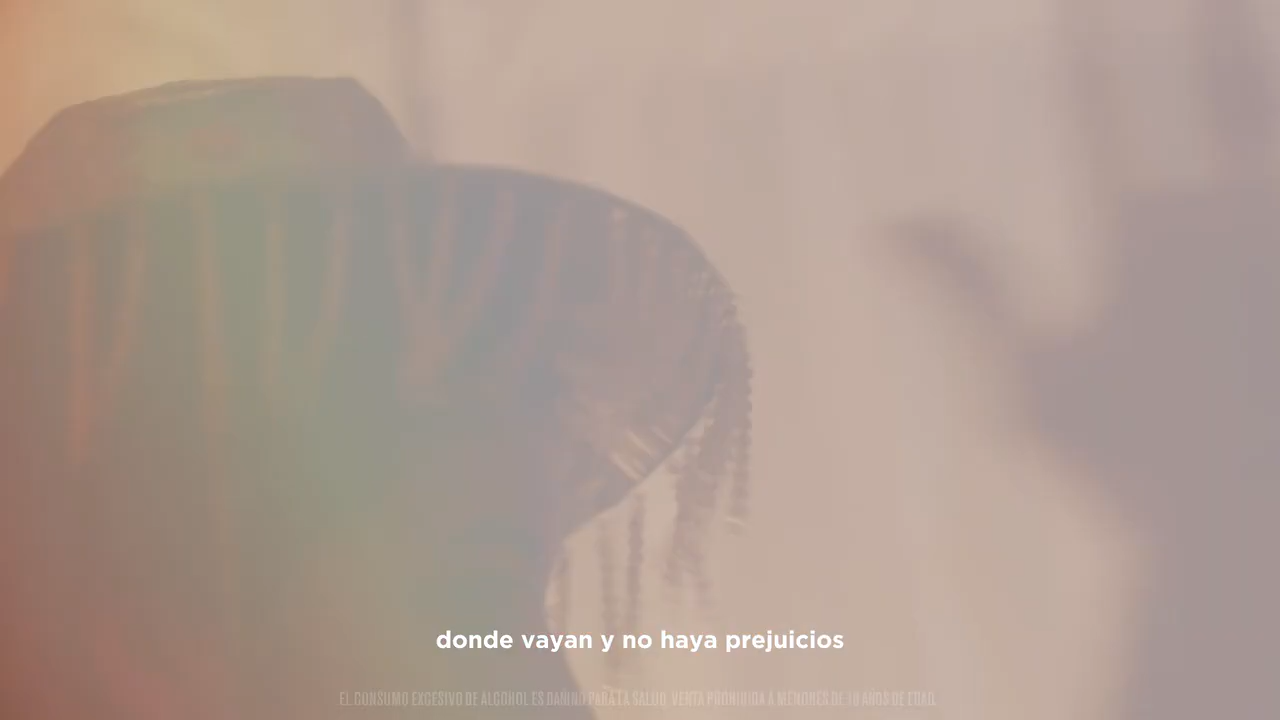 donde vayan y no haya prejuicios
EL CONSUMO EXCESIVO DE ALCOHOL ES DAÑINO PARA LA SALUD. VENTA PROHIBIDA A MENORES DE 18 AÑOS DE EDAD.